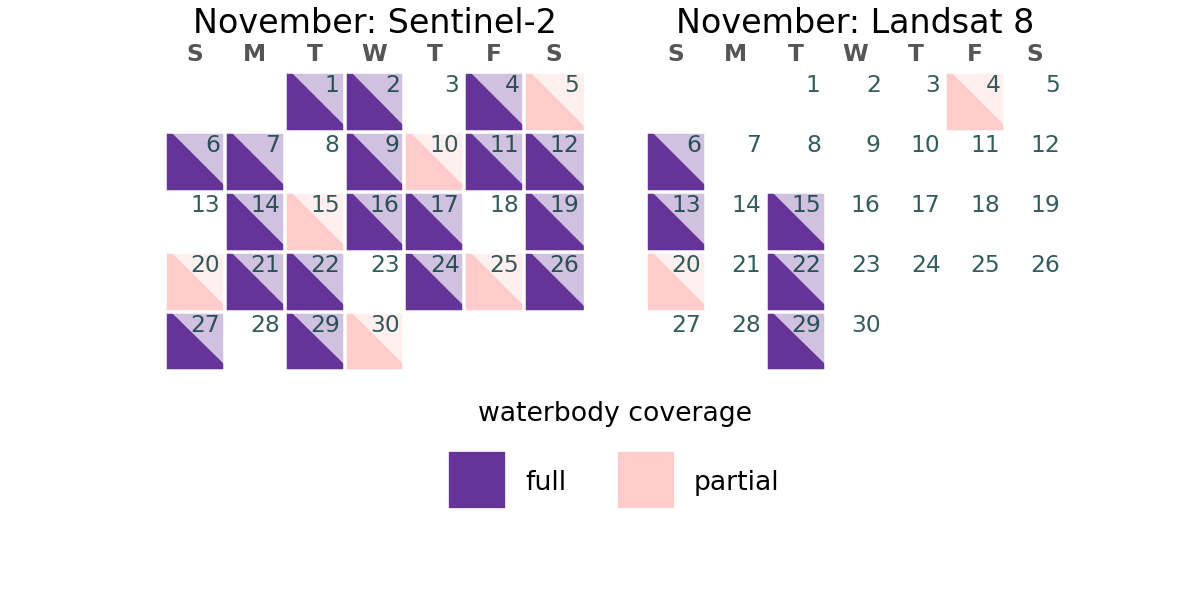 November: Sentinel-2
S M T W T F S
1 2 3 4 5
6 7 8 9 10 11 12
13 14 15 16 17 18 19
20 21 22 23 24 25 26
27 28 29 30
November: Landsat 8
S M T W T F S
1 2 3 4 5
6 7 8 9 10 11 12
13 14 15 16 17 18 19
20 21 22 23 24 25 26
27 28 29 30
waterbody coverage
full partial